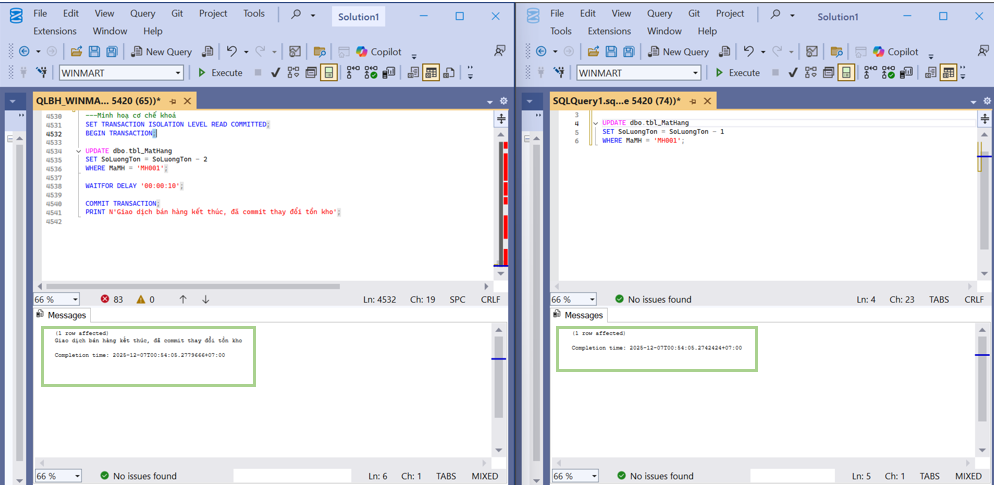 File Edit View Query Git Project Tools Solution1
Extensions Window Help
New Query Copilot
WINMART Execute
QLBH_WINMA... 5420 (65))*
4530 ---Minh hoạ cơ chế khoá
4531 SET TRANSACTION ISOLATION LEVEL READ COMMITTED;
4532 BEGIN TRANSACTION;
4533
4534 UPDATE dbo.tbl_MatHang
4535 SET SoLuongTon = SoLuongTon - 2
4536 WHERE MaMH = 'MH001';
4537
4538 WAITFOR DELAY '00:00:10';
4539
4540 COMMIT TRANSACTION;
4541 PRINT N'Giao dịch bán hàng kết thúc, đã commit thay đổi tồn kho';
4542
66 % 83 0 Ln: 4532 Ch: 19 SPC CRLF
Messages
(1 row affected)
Giao dịch bán hàng kết thúc, đã commit thay đổi tồn kho
Completion time: 2025-12-07T00:54:05.2779666+07:00
66 % No issues found Ln: 6 Ch: 1 TABS MIXED
File Edit View Query Git Project Solution1
Tools Extensions Window Help
New Query Copilot
WINMART Execute
SQLQuery1.sq...e 5420 (74))*
3
4 UPDATE dbo.tbl_MatHang
5 SET SoLuongTon = SoLuongTon - 1
6 WHERE MaMH = 'MH001';
66 % No issues found Ln: 4 Ch: 23 TABS CRLF
Messages
(1 row affected)
Completion time: 2025-12-07T00:54:05.2742424+07:00
66 % No issues found Ln: 5 Ch: 1 TABS MIXED